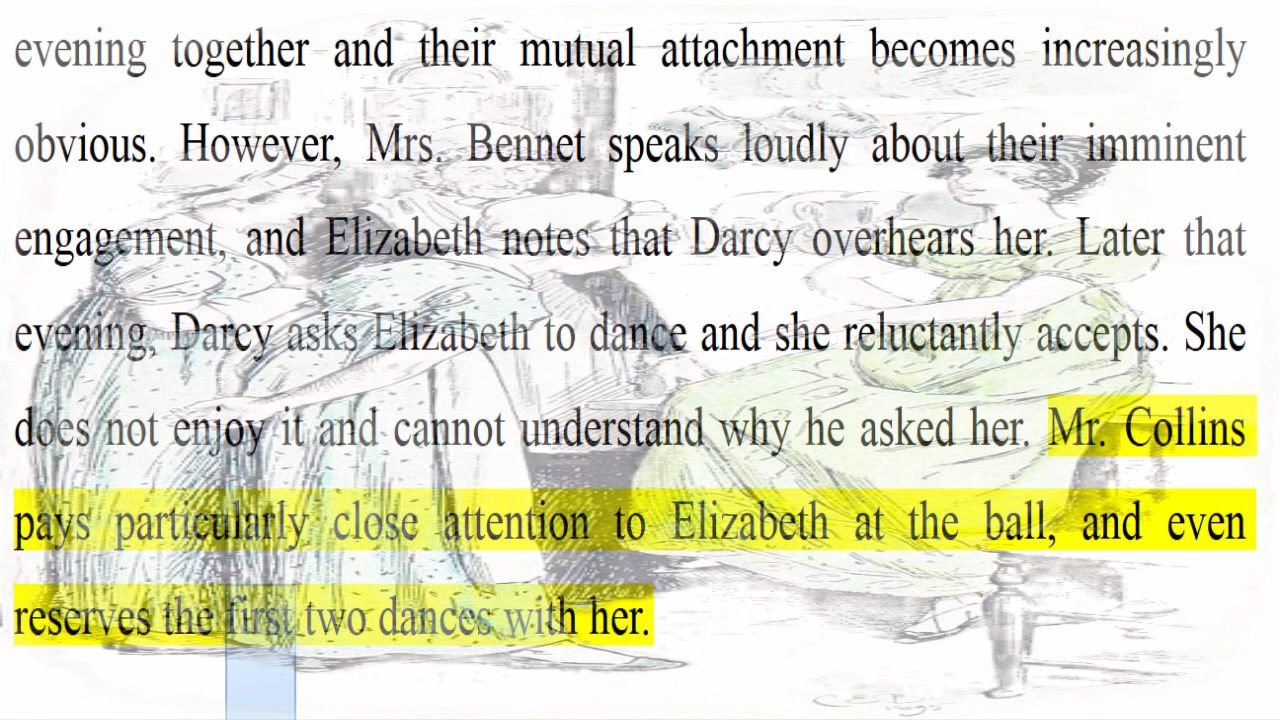 evening together and their mutual attachment becomes increasingly
obvious. However, Mrs. Bennet speaks loudly about their imminent
engagement, and Elizabeth notes that Darcy overhears her. Later that
evening, Darcy asks Elizabeth to dance and she reluctantly accepts. She
does not enjoy it and cannot understand why he asked her. Mr. Collins
pays particularly close attention to Elizabeth at the ball, and even
reserves the first two dances with her.